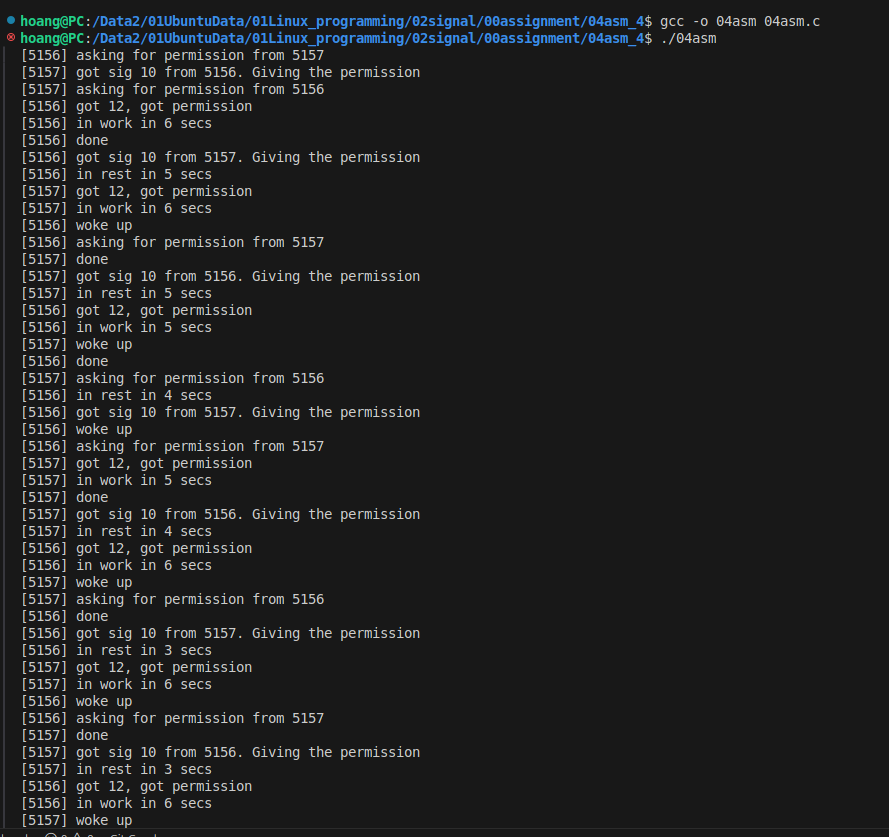 hoang@PC:/Data2/01UbuntuData/01Linux_programming/02signal/00assignment/04asm_4$ gcc -o 04asm 04asm.c
hoang@PC:/Data2/01UbuntuData/01Linux_programming/02signal/00assignment/04asm_4$ ./04asm
[5156] asking for permission from 5157
[5157] got sig 10 from 5156. Giving the permission
[5157] asking for permission from 5156
[5156] got 12, got permission
[5156] in work in 6 secs
[5156] done
[5156] got sig 10 from 5157. Giving the permission
[5156] in rest in 5 secs
[5157] got 12, got permission
[5157] in work in 6 secs
[5156] woke up
[5156] asking for permission from 5157
[5157] done
[5157] got sig 10 from 5156. Giving the permission
[5157] in rest in 5 secs
[5156] got 12, got permission
[5156] in work in 5 secs
[5157] woke up
[5156] done
[5157] asking for permission from 5156
[5156] in rest in 4 secs
[5156] got sig 10 from 5157. Giving the permission
[5156] woke up
[5156] asking for permission from 5157
[5157] got 12, got permission
[5157] in work in 5 secs
[5157] done
[5157] got sig 10 from 5156. Giving the permission
[5157] in rest in 4 secs
[5156] got 12, got permission
[5156] in work in 6 secs
[5157] woke up
[5157] asking for permission from 5156
[5156] done
[5156] got sig 10 from 5157. Giving the permission
[5156] in rest in 3 secs
[5157] got 12, got permission
[5157] in work in 6 secs
[5156] woke up
[5156] asking for permission from 5157
[5157] done
[5157] got sig 10 from 5156. Giving the permission
[5157] in rest in 3 secs
[5156] got 12, got permission
[5156] in work in 6 secs
[5157] woke up